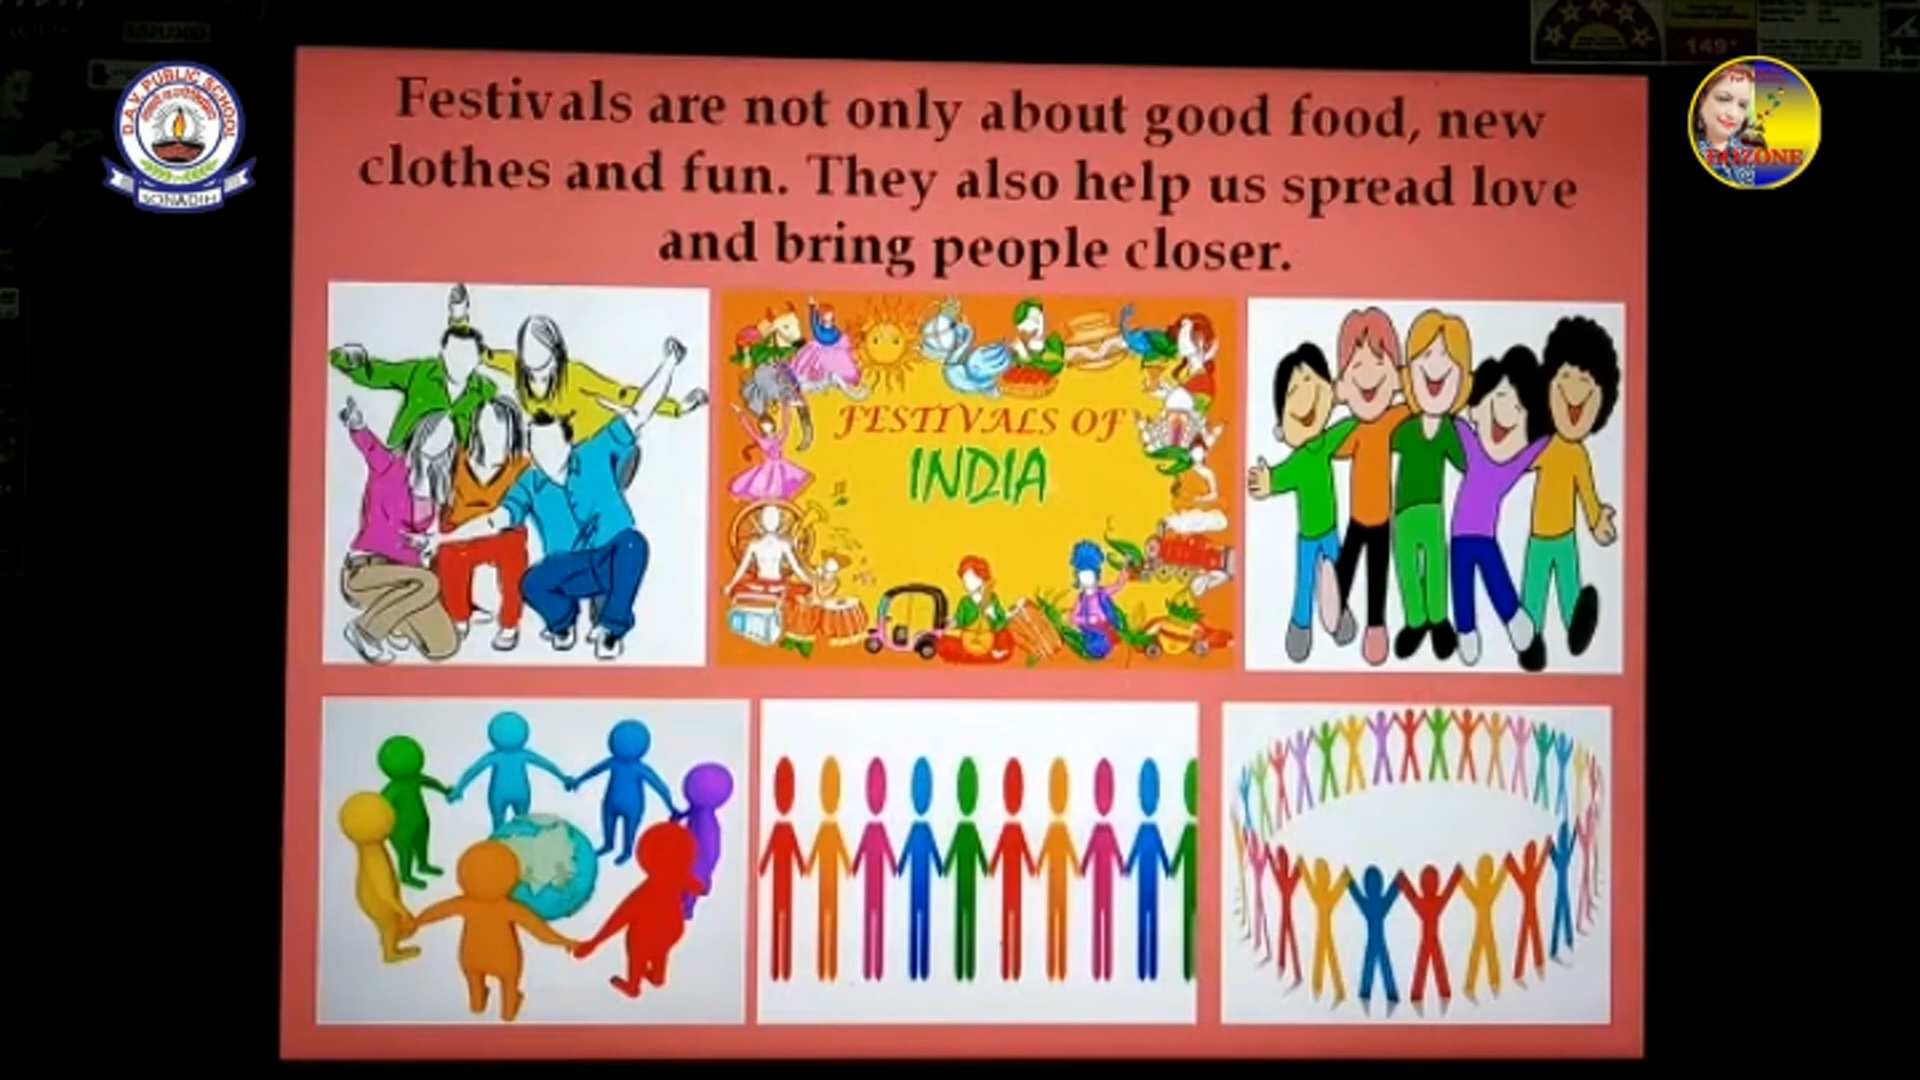 149°
D.A.V. PUBLIC SCHOOL
SONADIH
Festivals are not only about good food, new
clothes and fun. They also help us spread love
and bring people closer.
FESTIVALS OF
INDIA